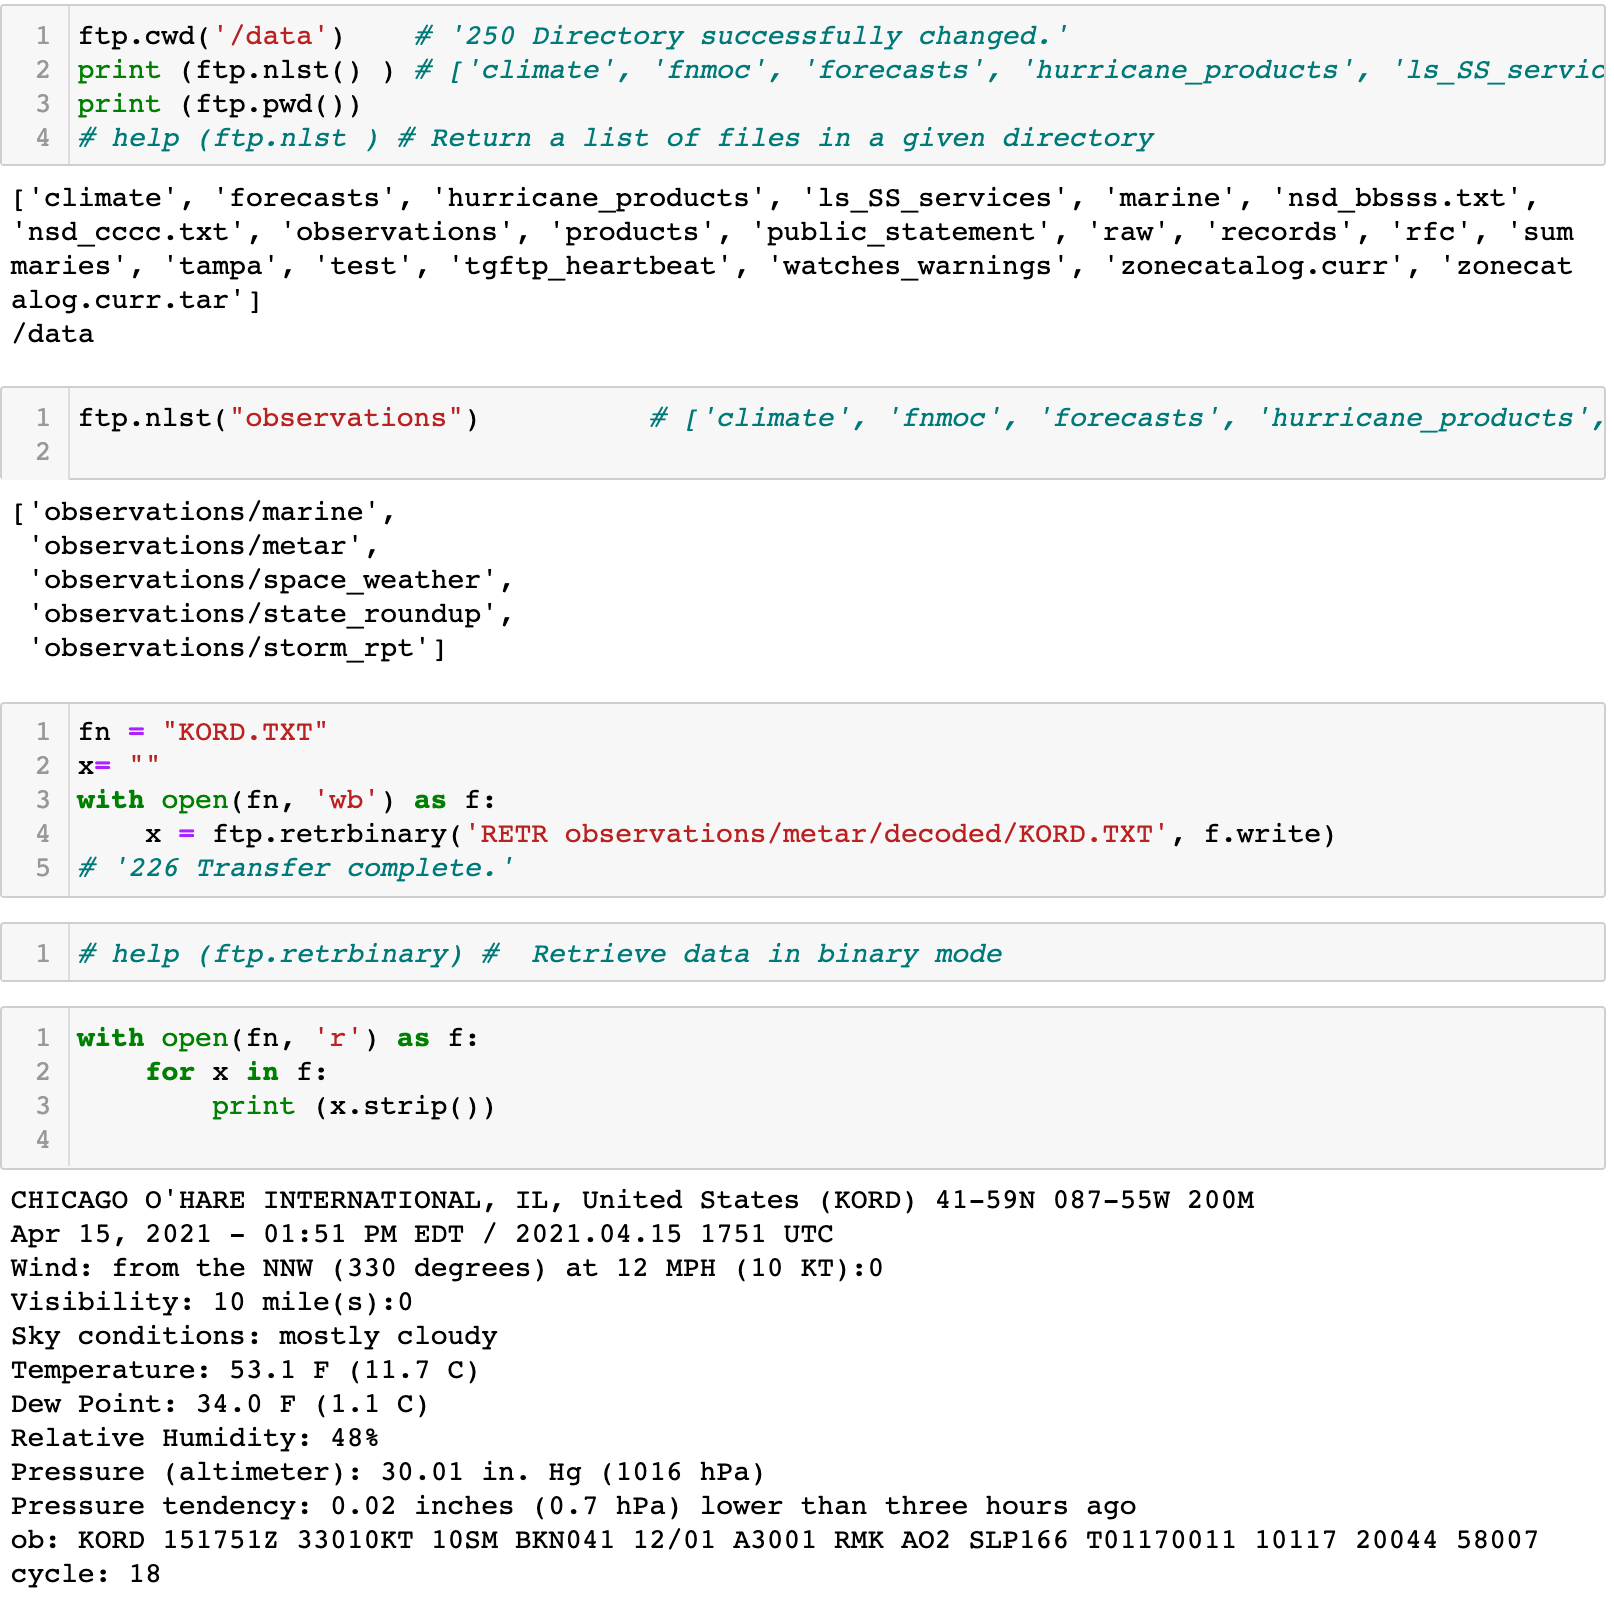 1 ftp.cwd('/data')    # '250 Directory successfully changed.'
2 print (ftp.nlst() ) # ['climate', 'fnmoc', 'forecasts', 'hurricane_products', 'ls_SS_servic
3 print (ftp.pwd())
4 # help (ftp.nlst ) # Return a list of files in a given directory
['climate', 'forecasts', 'hurricane_products', 'ls_SS_services', 'marine', 'nsd_bbsss.txt',
'nsd_cccc.txt', 'observations', 'products', 'public_statement', 'raw', 'records', 'rfc', 'sum
maries', 'tampa', 'test', 'tgftp_heartbeat', 'watches_warnings', 'zonecatalog.curr', 'zonecat
alog.curr.tar']
/data
1 ftp.nlst("observations")          # ['climate', 'fnmoc', 'forecasts', 'hurricane_products',
2
['observations/marine',
 'observations/metar',
 'observations/space_weather',
 'observations/state_roundup',
 'observations/storm_rpt']
1 fn = "KORD.TXT"
2 x= ""
3 with open(fn, 'wb') as f:
4     x = ftp.retrbinary('RETR observations/metar/decoded/KORD.TXT', f.write)
5 # '226 Transfer complete.'
1 # help (ftp.retrbinary) #  Retrieve data in binary mode
1 with open(fn, 'r') as f:
2     for x in f:
3         print (x.strip())
4
CHICAGO O'HARE INTERNATIONAL, IL, United States (KORD) 41-59N 087-55W 200M
Apr 15, 2021 - 01:51 PM EDT / 2021.04.15 1751 UTC
Wind: from the NNW (330 degrees) at 12 MPH (10 KT):0
Visibility: 10 mile(s):0
Sky conditions: mostly cloudy
Temperature: 53.1 F (11.7 C)
Dew Point: 34.0 F (1.1 C)
Relative Humidity: 48%
Pressure (altimeter): 30.01 in. Hg (1016 hPa)
Pressure tendency: 0.02 inches (0.7 hPa) lower than three hours ago
ob: KORD 151751Z 33010KT 10SM BKN041 12/01 A3001 RMK AO2 SLP166 T01170011 10117 20044 58007
cycle: 18